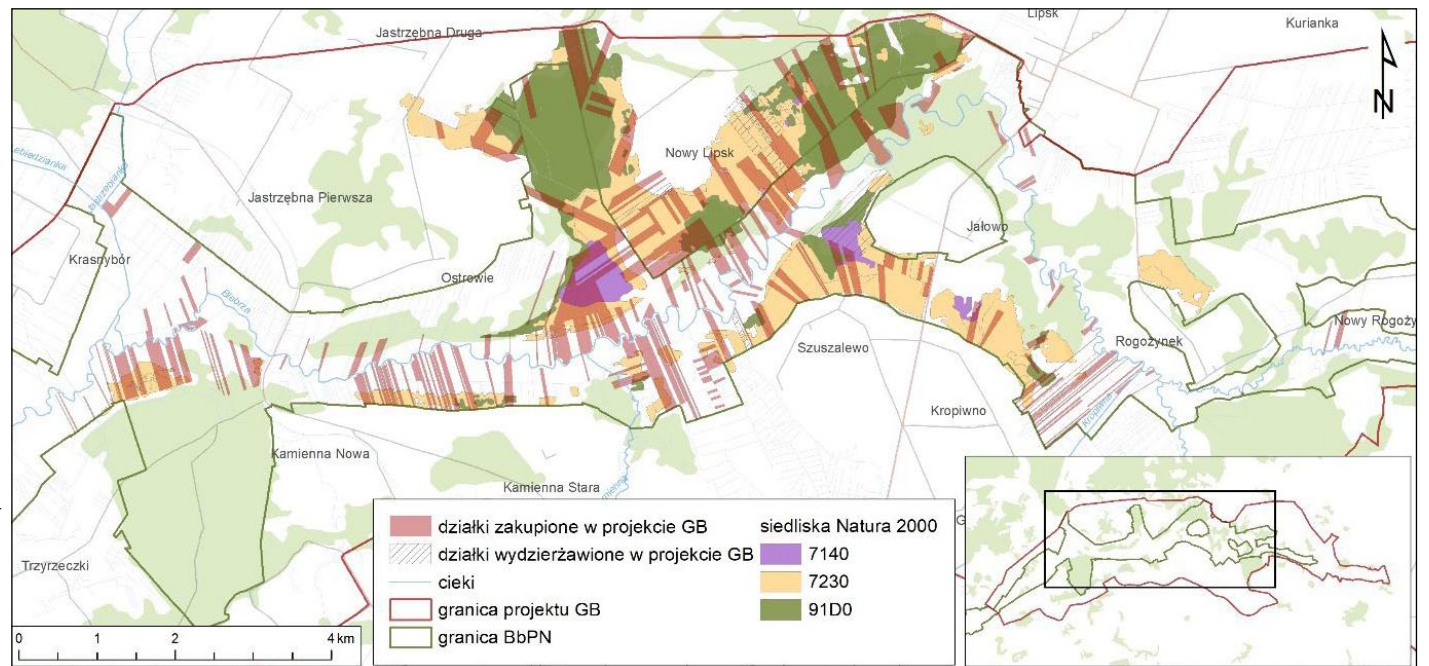 Jastrzębna Druga
Lipsk
Kurianka
N
Nowy Lipsk
Jastrzębna Pierwsza
Krasnybór
Ostrowie
Jałowo
Biebrza
Szuszalewo
Rogożynek
Nowy Rogoży
Kropiwno
Kamienna Nowa
Kamienna Stara
Trzyrzeczki
działki zakupione w projekcie GB
działki wydzierżawione w projekcie GB
cieki
granica projektu GB
granica BbPN
siedliska Natura 2000
7140
7230
91D0
0 1 2 4 km